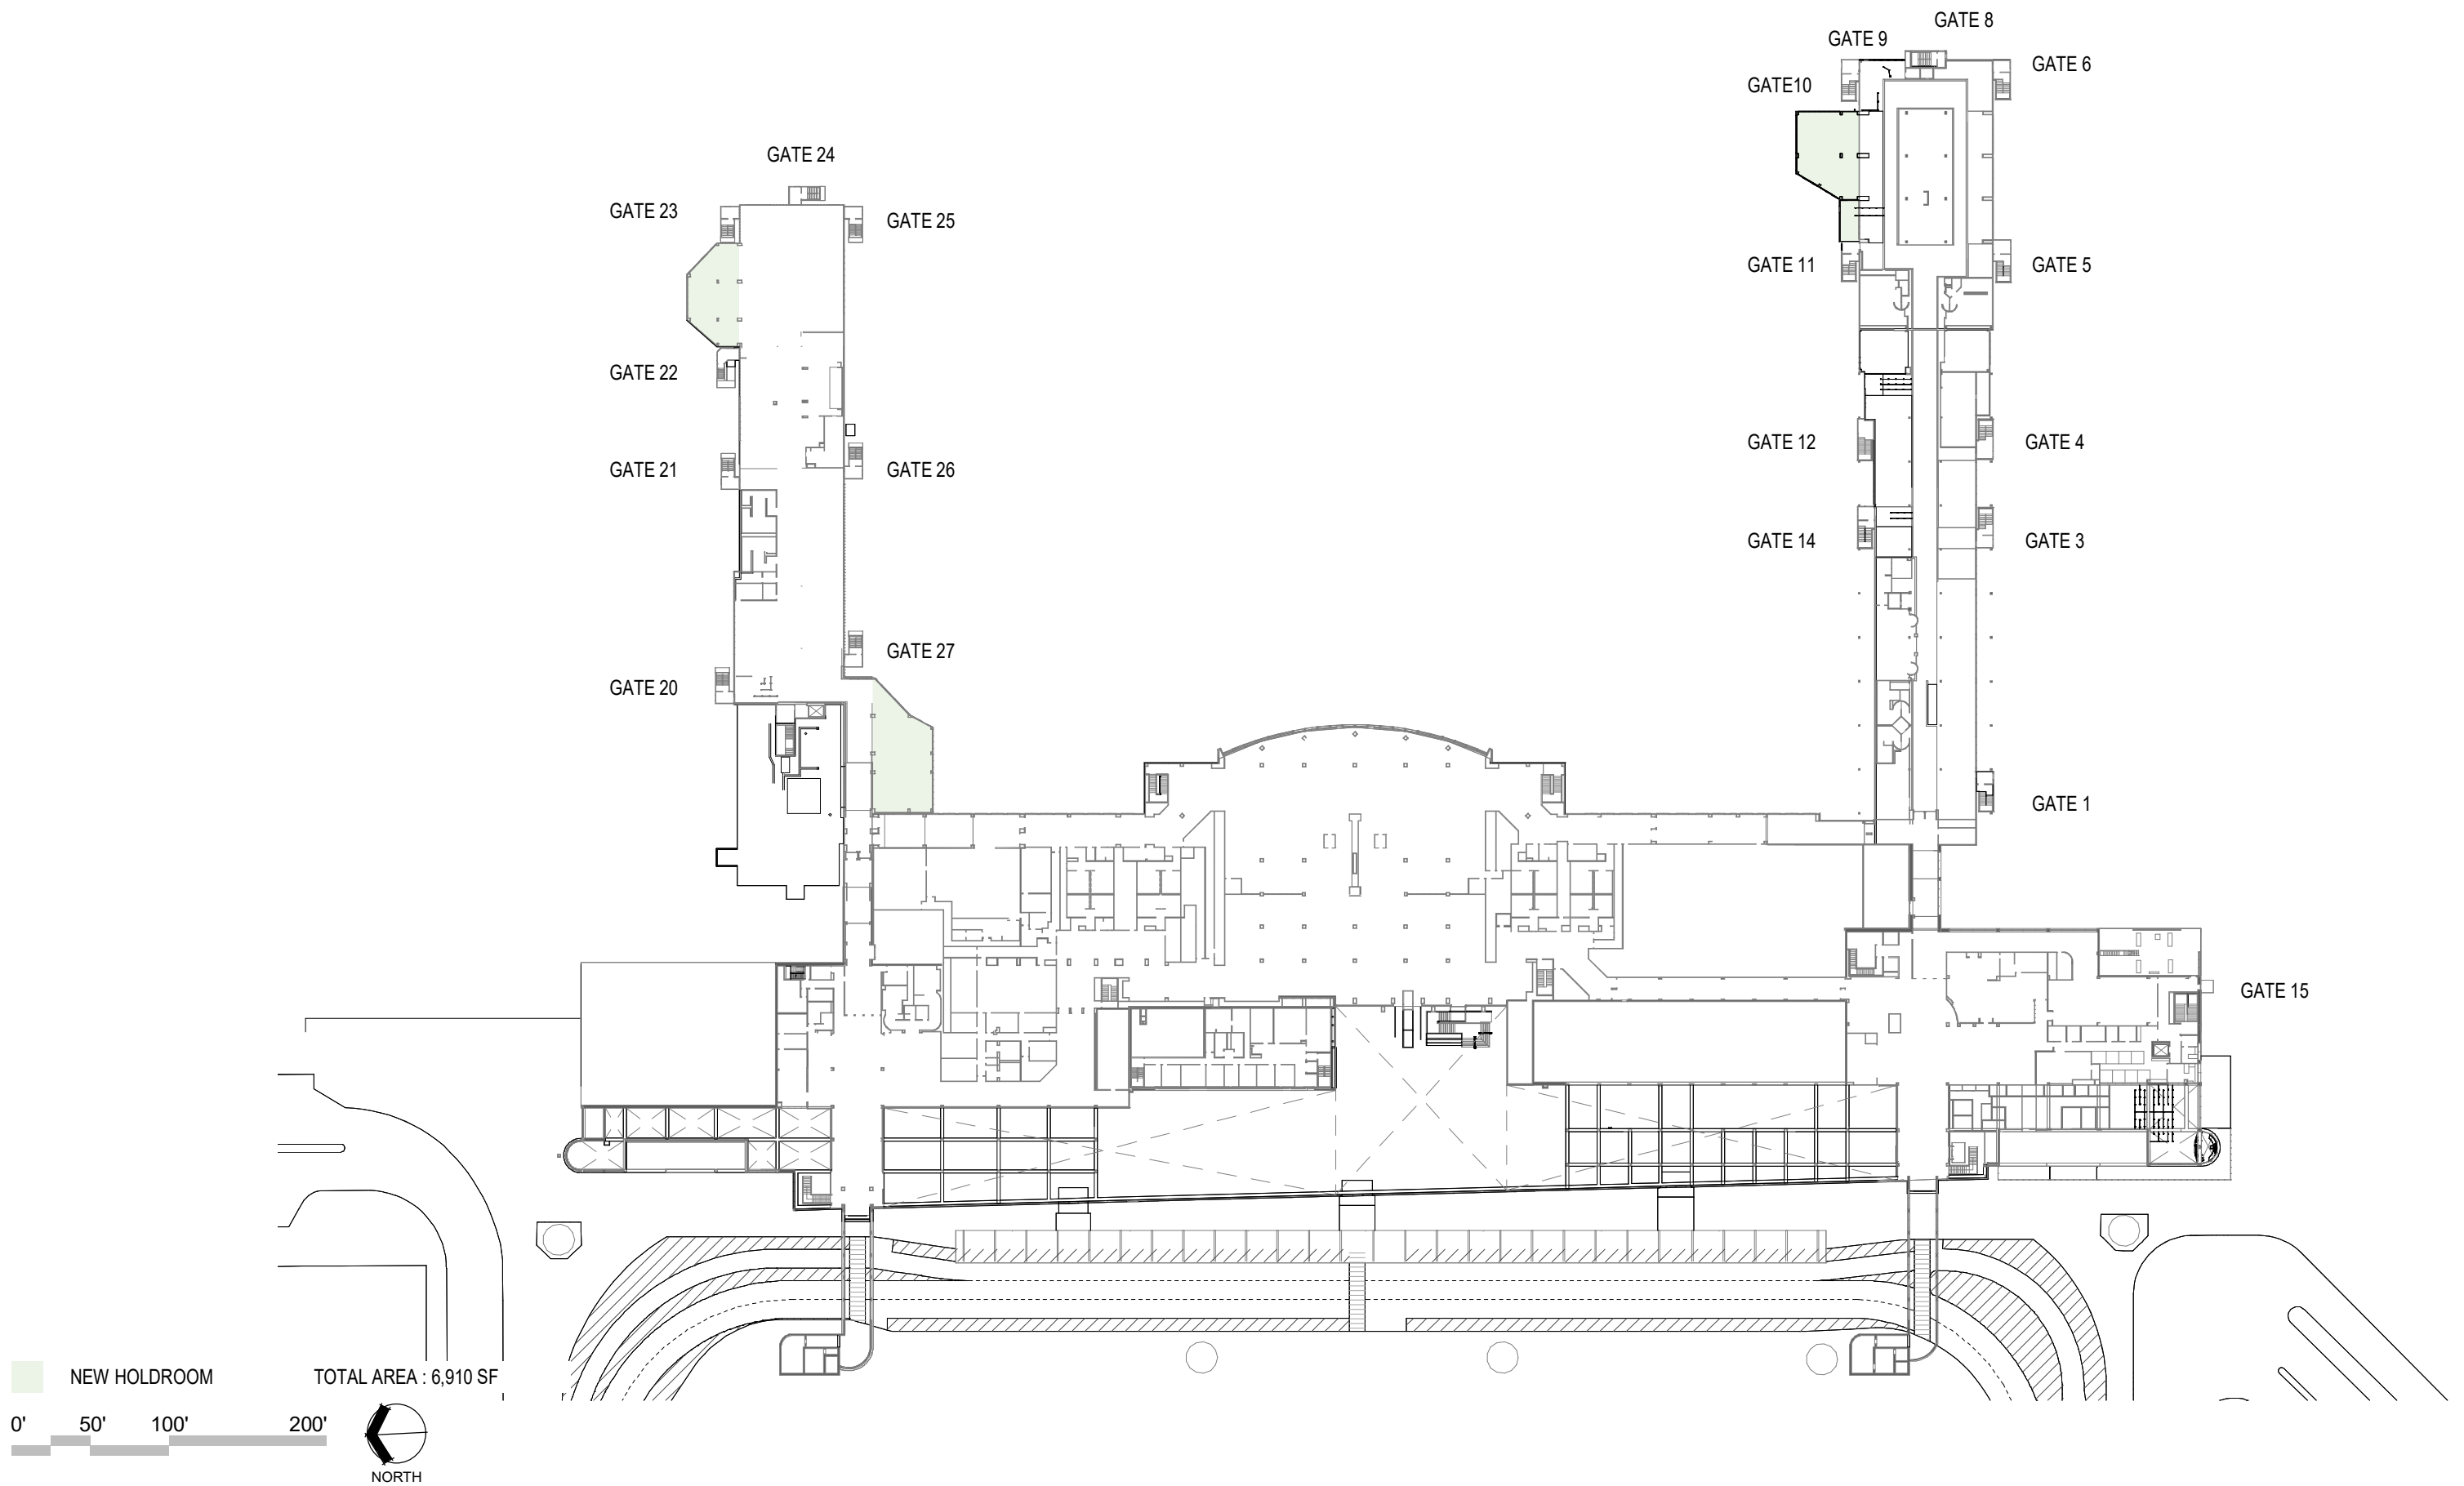 GATE 8
GATE 9
GATE 6
GATE10
GATE 24
GATE 23
GATE 25
GATE 11
GATE 5
GATE 22
GATE 12
GATE 4
GATE 21
GATE 26
GATE 14
GATE 3
GATE 27
GATE 20
GATE 1
GATE 15
NEW HOLDROOM
TOTAL AREA : 6,910 SF
0' 50' 100' 200'
NORTH